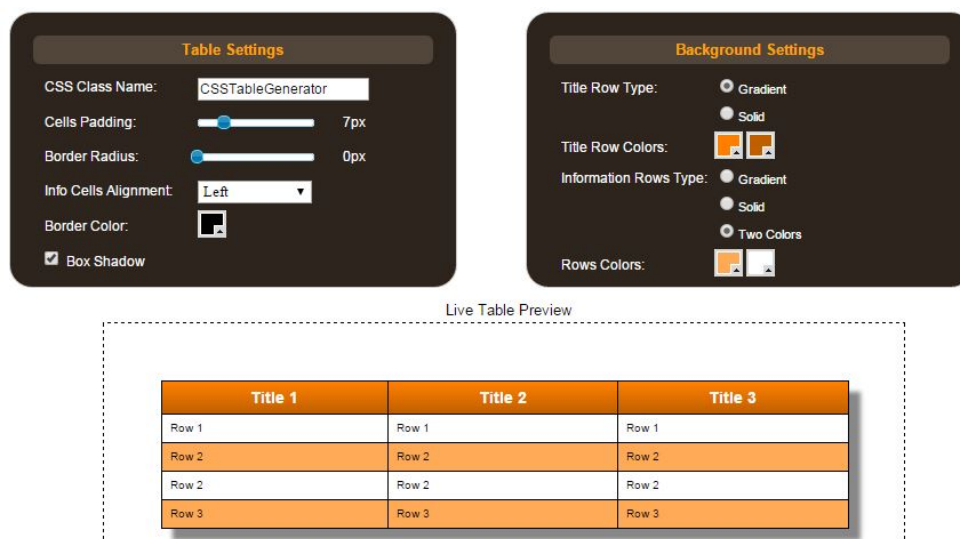 Table Settings
CSS Class Name: CSSTableGenerator
Cells Padding: 7px
Border Radius: 0px
Info Cells Alignment: Left
Border Color:
Box Shadow
Background Settings
Title Row Type: Gradient
Solid
Title Row Colors:
Information Rows Type: Gradient
Solid
Two Colors
Rows Colors:
Live Table Preview
Title 1 Title 2 Title 3
Row 1 Row 1 Row 1
Row 2 Row 2 Row 2
Row 2 Row 2 Row 2
Row 3 Row 3 Row 3